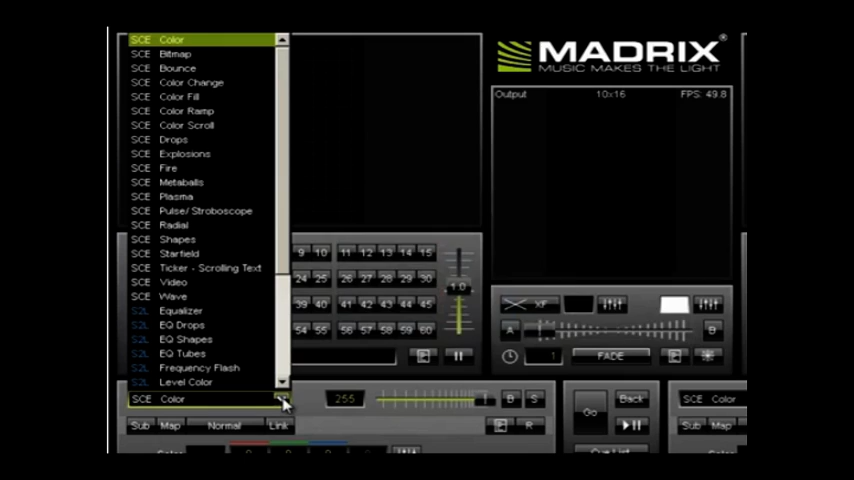 SCE Color
SCE Bitmap
SCE Bounce
SCE Color Change
SCE Color Fill
SCE Color Ramp
SCE Color Scroll
SCE Drops
SCE Explosions
SCE Fire
SCE Metaballs
SCE Plasma
SCE Pulse/ Stroboscope
SCE Radial
SCE Shapes
SCE Starfield
SCE Ticker - Scrolling Text
SCE Video
SCE Wave
S2L Equalizer
S2L EQ Drops
S2L EQ Shapes
S2L EQ Tubes
S2L Frequency Flash
S2L Level Color
SCE Color
255
B S
Sub Map Normal Link
R
9 10 11 12 13 14 15
24 25 26 27 28 29 30
39 40 41 42 43 44 45
54 55 56 57 58 59 60
1.0
MADRIX®
MUSIC MAKES THE LIGHT
Output 10x16 FPS: 49.8
XF
A B
1 FADE
Go Back
SCE Color
Sub Map